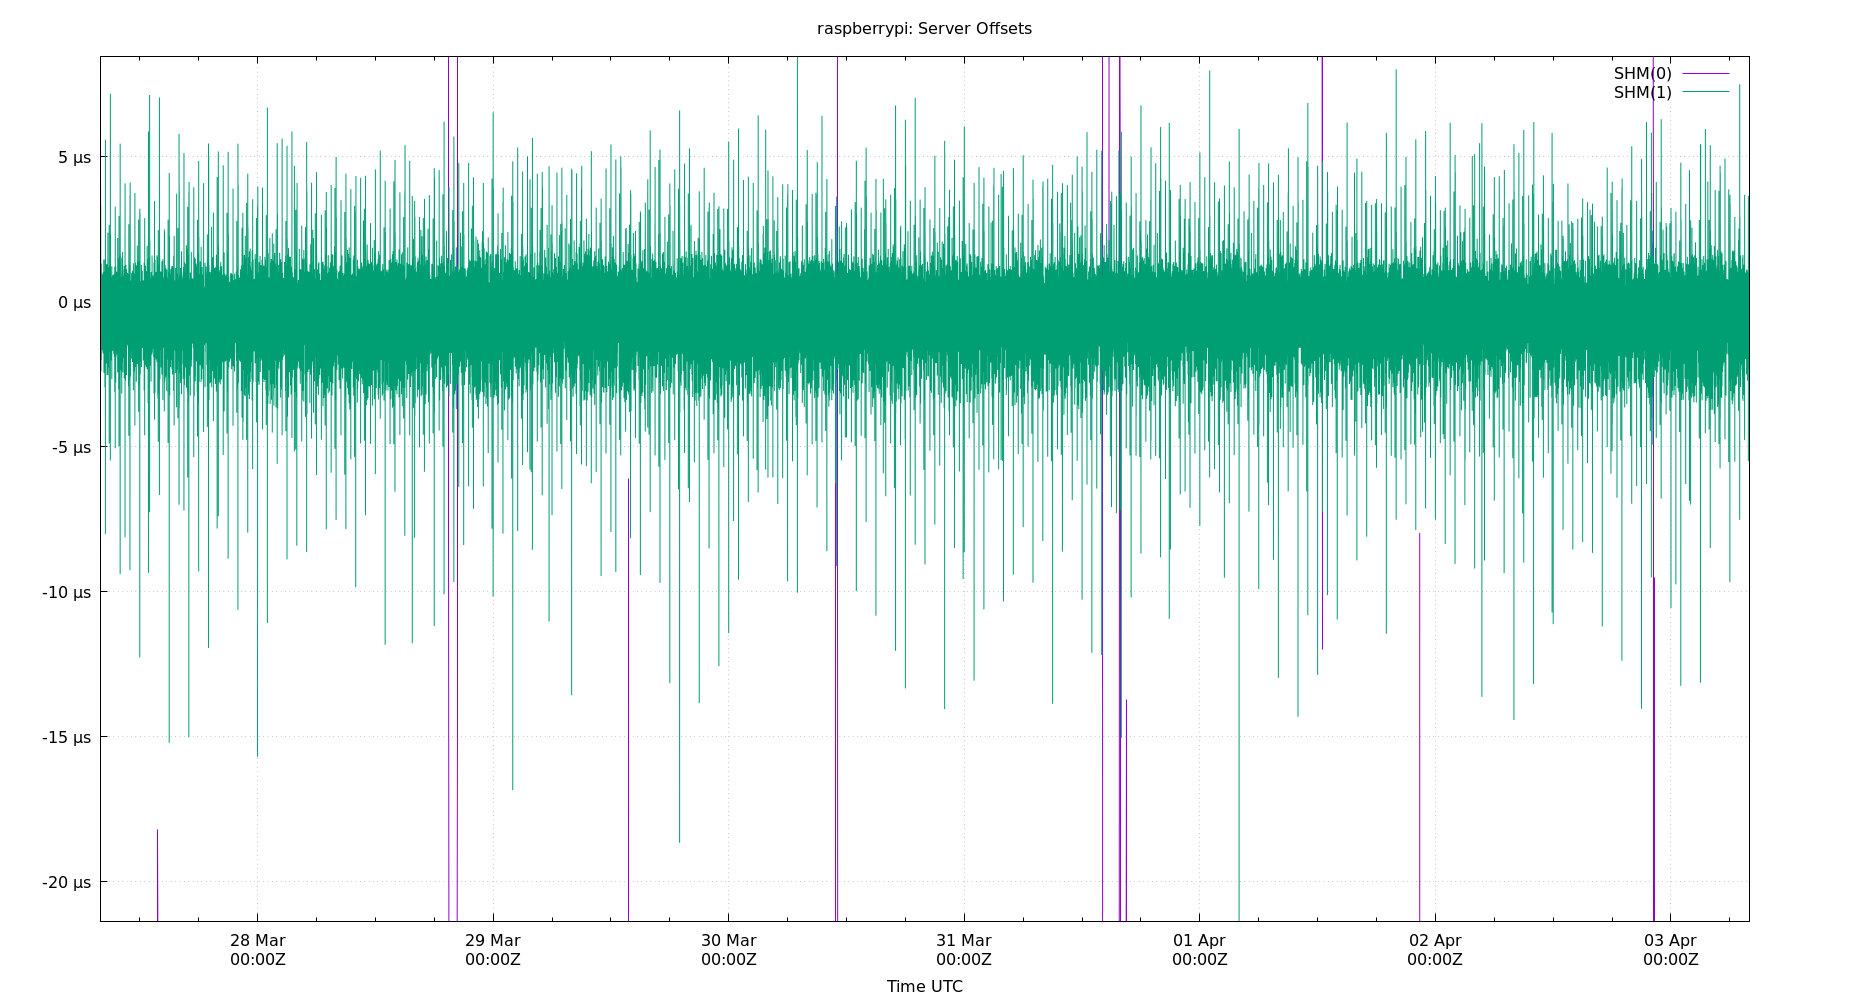 raspberrypi: Server Offsets
SHM(0)
SHM(1)
5 µs
0 µs
-5 µs
-10 µs
-15 µs
-20 µs
28 Mar 29 Mar 30 Mar 31 Mar 01 Apr 02 Apr 03 Apr
00:00Z 00:00Z 00:00Z 00:00Z 00:00Z 00:00Z 00:00Z
Time UTC